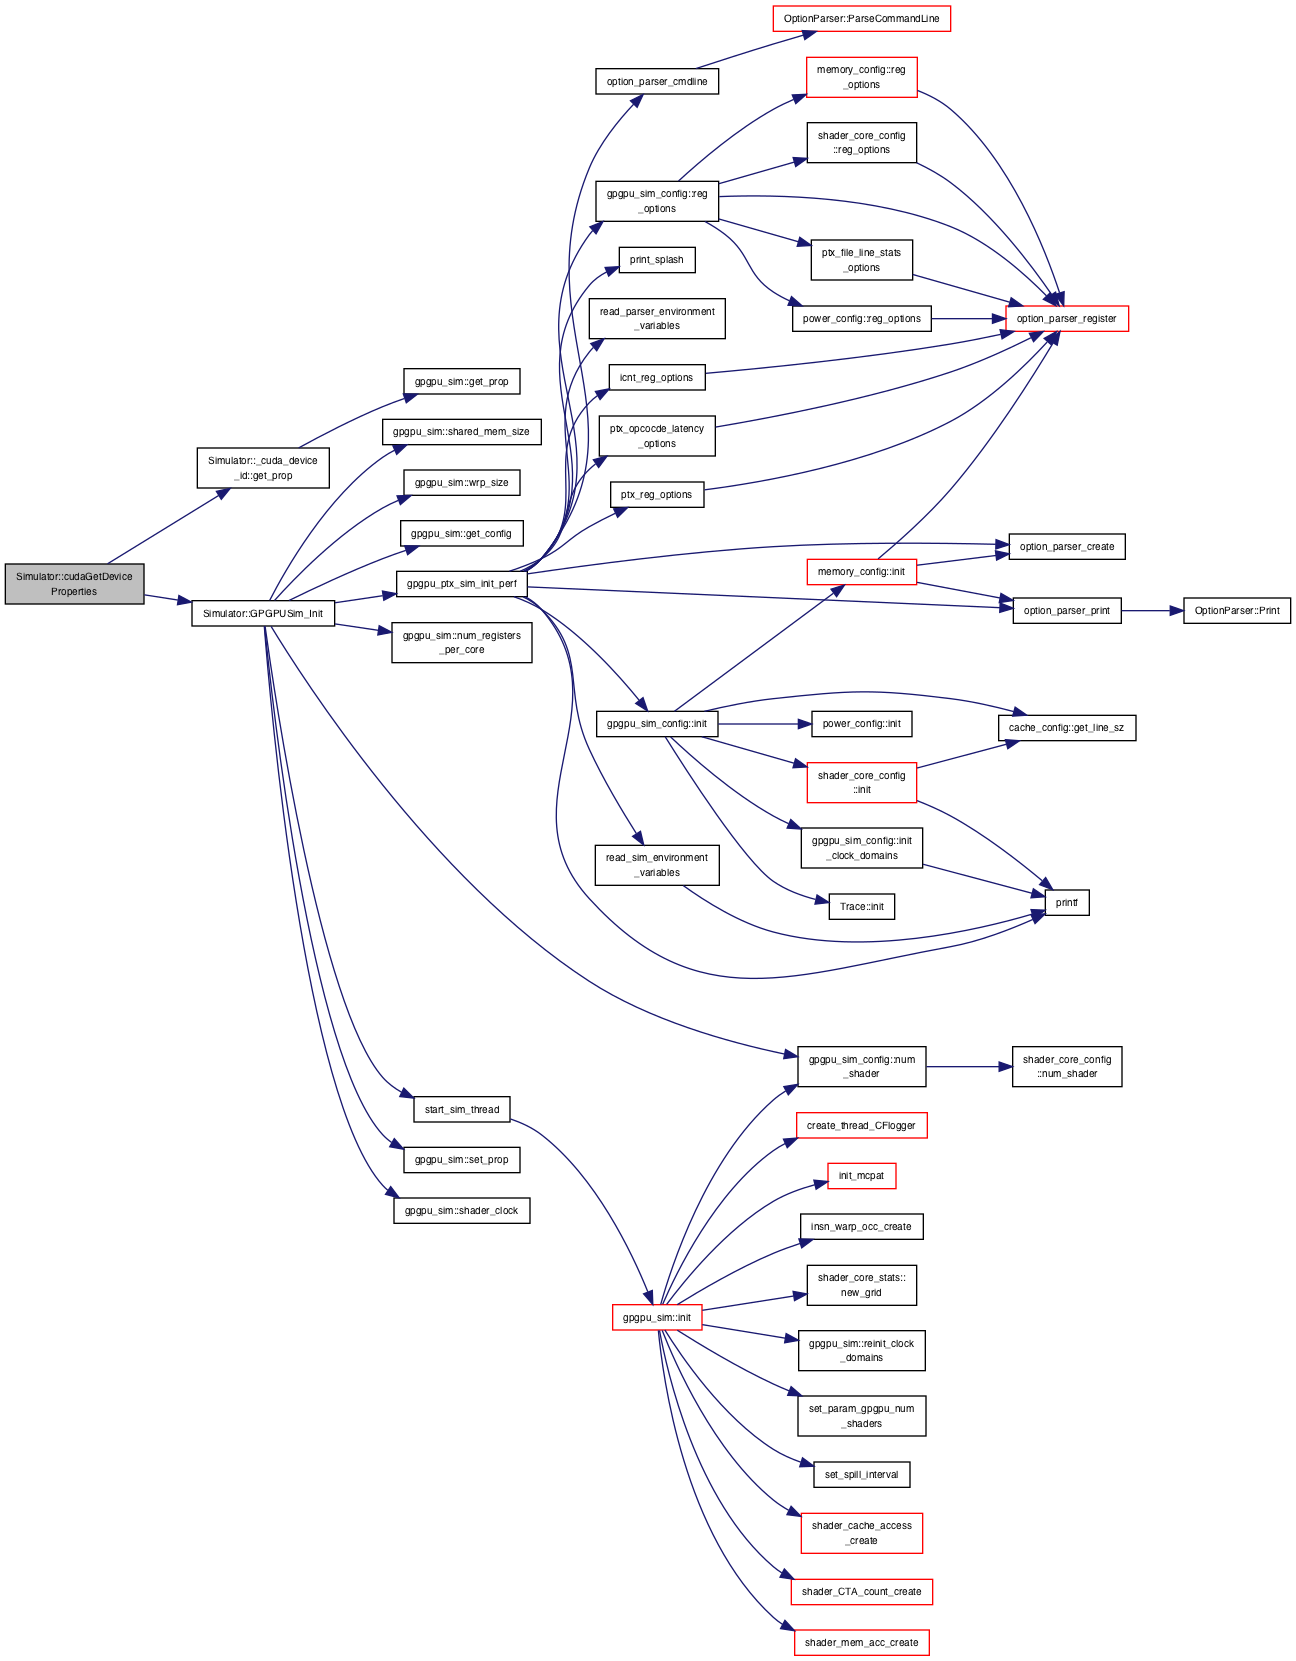 OptionParser::ParseCommandLine
option_parser_cmdline
memory_config::reg
_options
shader_core_config
::reg_options
gpgpu_sim_config::reg
_options
print_splash
ptx_file_line_stats
_options
read_parser_environment
_variables
power_config::reg_options
option_parser_register
gpgpu_sim::get_prop
icnt_reg_options
gpgpu_sim::shared_mem_size
ptx_opcocde_latency
_options
Simulator::_cuda_device
_id::get_prop
gpgpu_sim::wrp_size
ptx_reg_options
gpgpu_sim::get_config
option_parser_create
Simulator::cudaGetDevice
Properties
gpgpu_ptx_sim_init_perf
memory_config::init
Simulator::GPGPUSim_Init
option_parser_print
OptionParser::Print
gpgpu_sim::num_registers
_per_core
gpgpu_sim_config::init
power_config::init
cache_config::get_line_sz
shader_core_config
::init
gpgpu_sim_config::init
_clock_domains
read_sim_environment
_variables
Trace::init
printf
gpgpu_sim_config::num
_shader
shader_core_config
::num_shader
start_sim_thread
create_thread_CFlogger
gpgpu_sim::set_prop
init_mcpat
gpgpu_sim::shader_clock
insn_warp_occ_create
shader_core_stats::
new_grid
gpgpu_sim::init
gpgpu_sim::reinit_clock
_domains
set_param_gpgpu_num
_shaders
set_spill_interval
shader_cache_access
_create
shader_CTA_count_create
shader_mem_acc_create